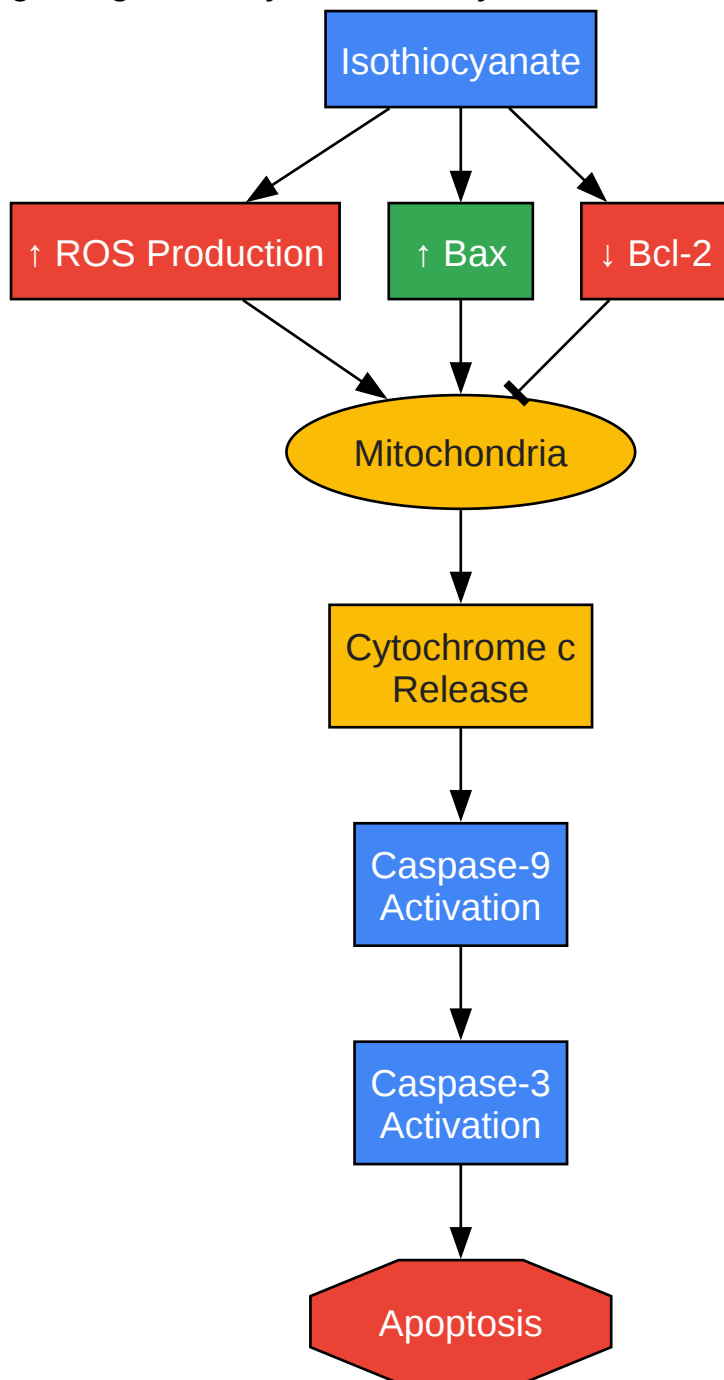 Isothiocyanate
↑ ROS Production
↑ Bax
↓ Bcl-2
Mitochondria
Cytochrome c
Release
Caspase-9
Activation
Caspase-3
Activation
Apoptosis